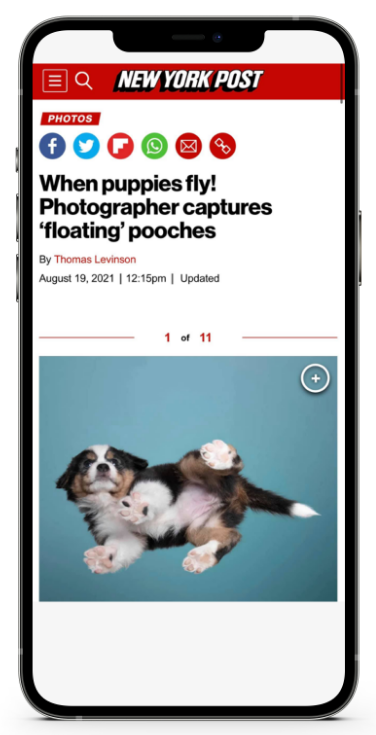 NEW YORK POST
PHOTOS
When puppies fly!
Photographer captures
‘floating’ pooches
By Thomas Levinson
August 19, 2021 | 12:15pm | Updated
1 of 11